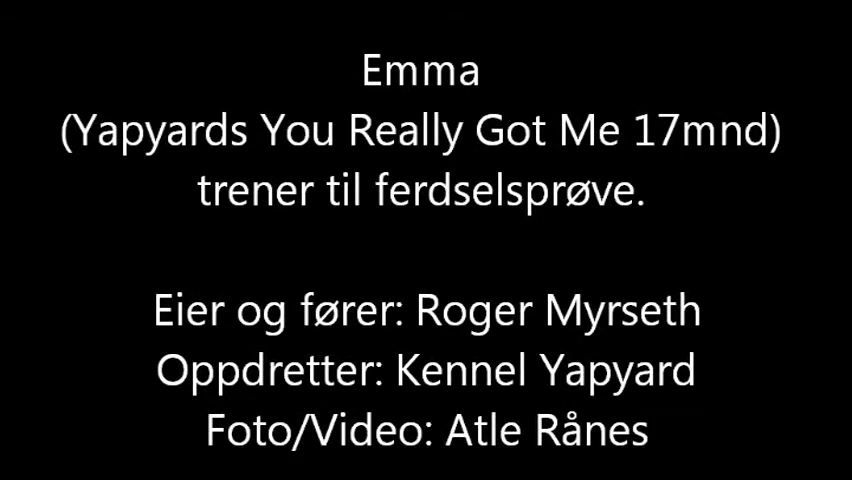 Emma
(Yapyards You Really Got Me 17mnd)
trener til ferdselsprøve.
Eier og fører: Roger Myrseth
Oppdretter: Kennel Yapyard
Foto/Video: Atle Rånes